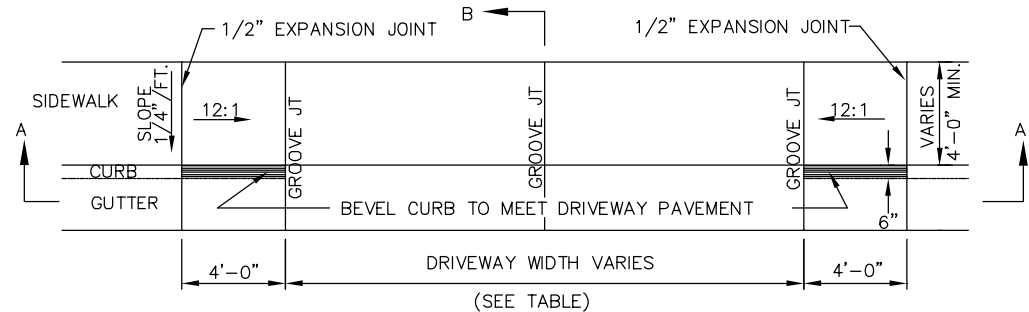 B
1/2" EXPANSION JOINT
1/2" EXPANSION JOINT
SIDEWALK
SLOPE
1/4"/FT.
12:1
GROOVE JT
GROOVE JT
GROOVE JT
12:1
VARIES
4'-0" MIN.
A
A
CURB
GUTTER
BEVEL CURB TO MEET DRIVEWAY PAVEMENT
6"
4'-0"
DRIVEWAY WIDTH VARIES
4'-0"
(SEE TABLE)